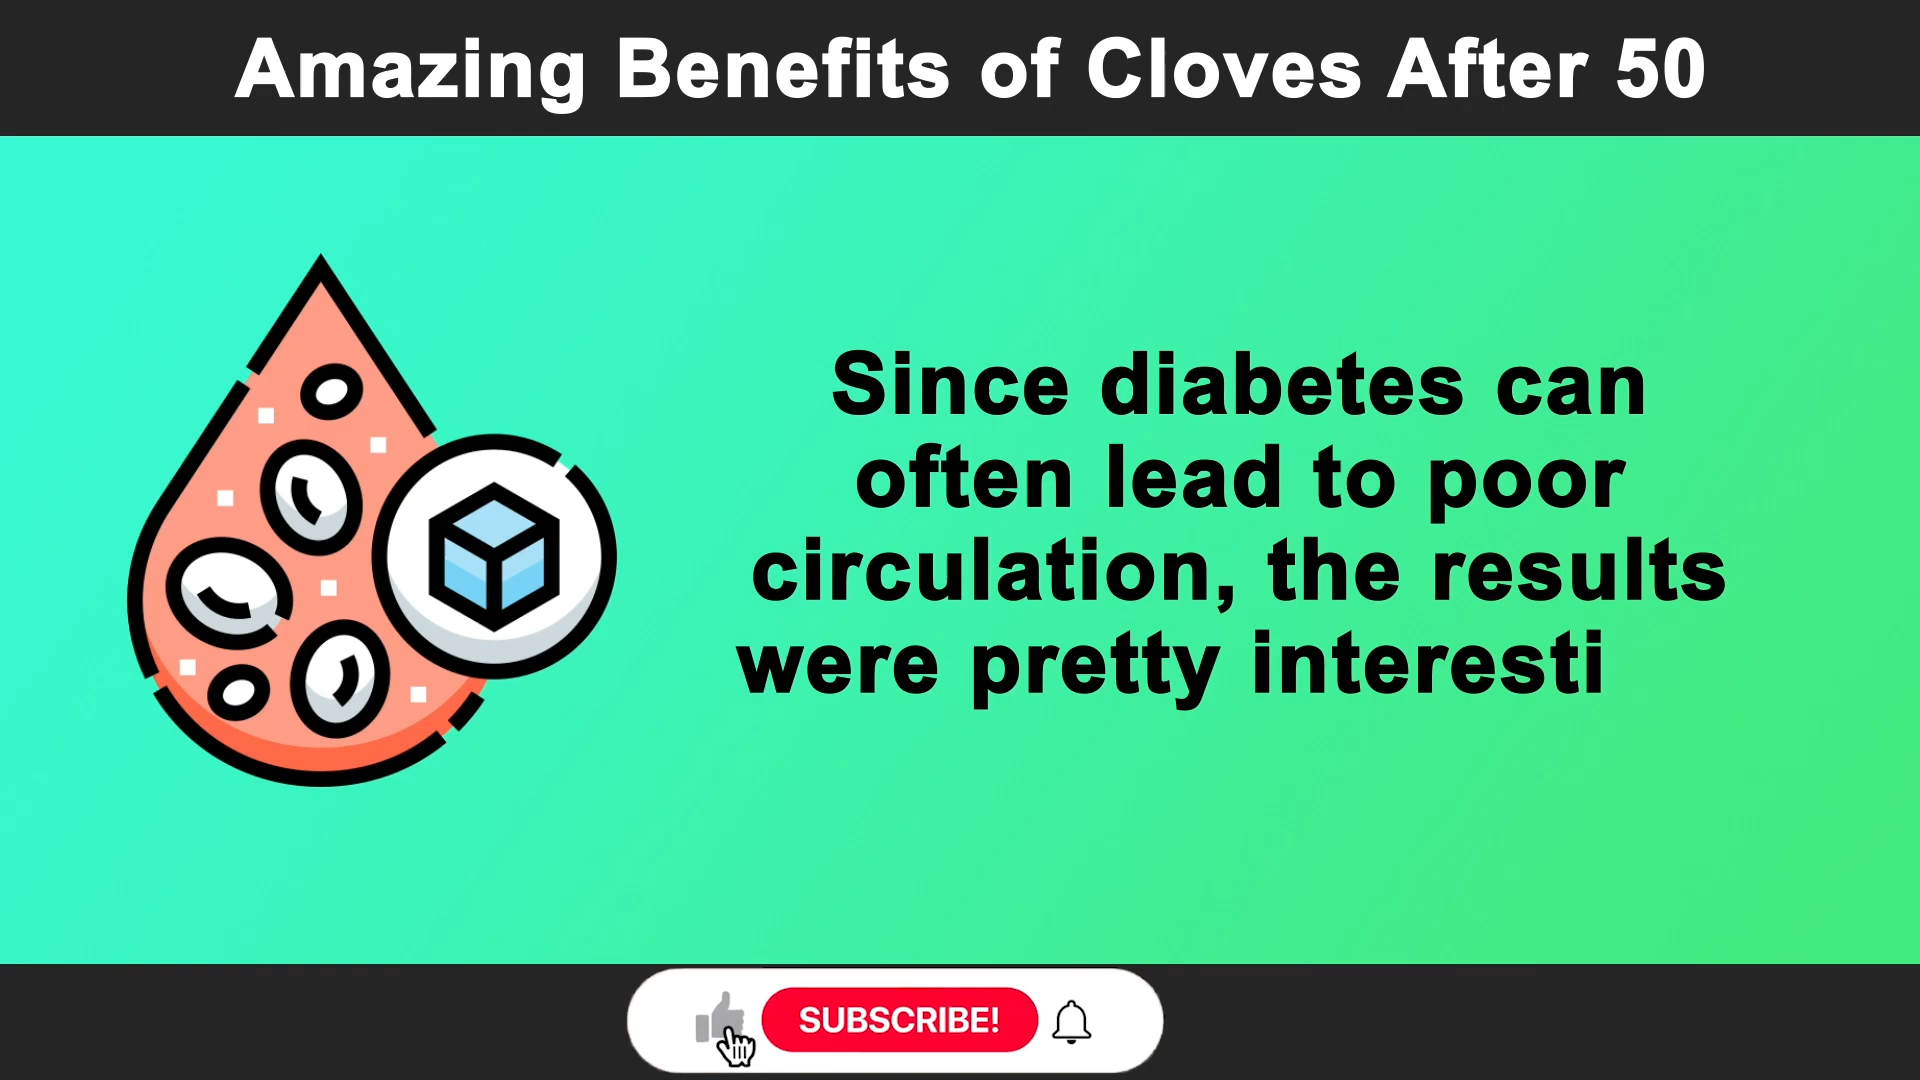 Amazing Benefits of Cloves After 50
Since diabetes can
often lead to poor
circulation, the results
were pretty interesti
SUBSCRIBE!